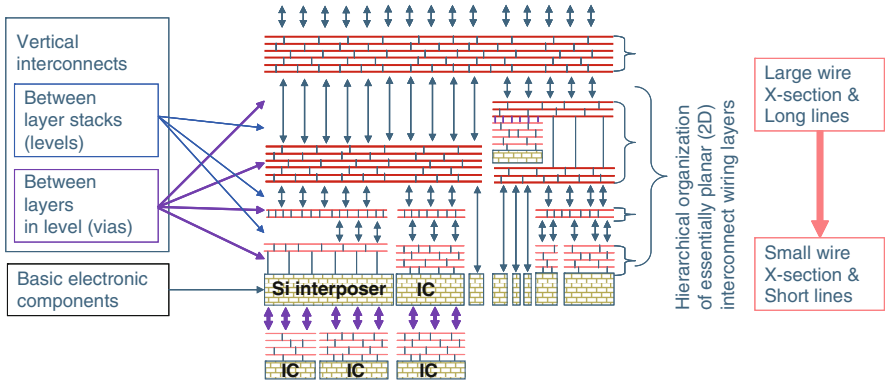 Vertical
interconnects
Between
layer stacks
(levels)
Between
layers
in level (vias)
Basic electronic
components
Si interposer
IC
IC
IC
IC
Hierarchical organization
of essentially planar (2D)
interconnect wiring layers
Large wire
X-section &
Long lines
Small wire
X-section &
Short lines